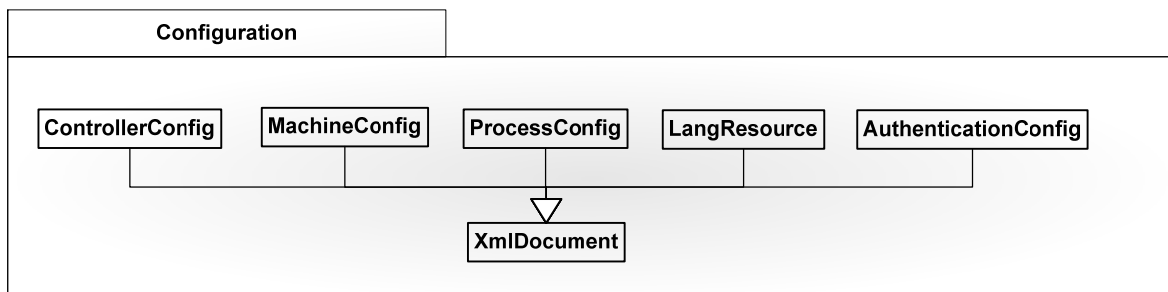 Configuration
ControllerConfig
MachineConfig
ProcessConfig
LangResource
AuthenticationConfig
XmlDocument